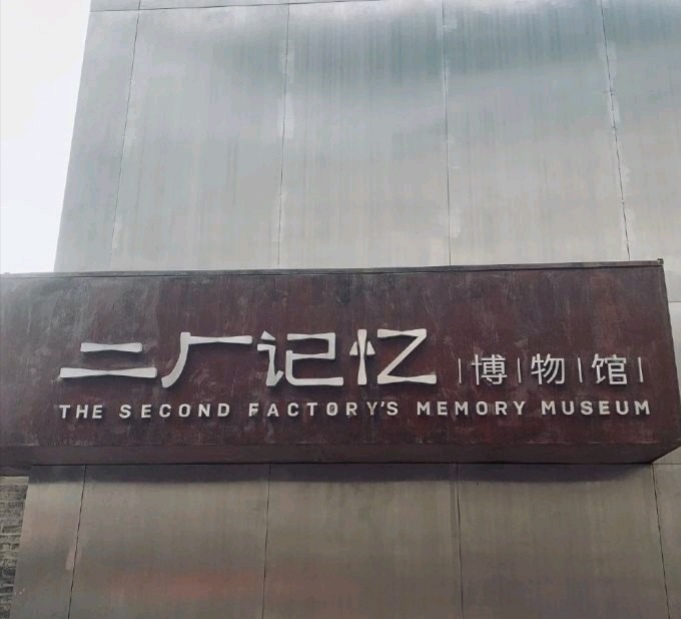 二厂记忆 |博|物|馆|
THE SECOND FACTORY'S MEMORY MUSEUM